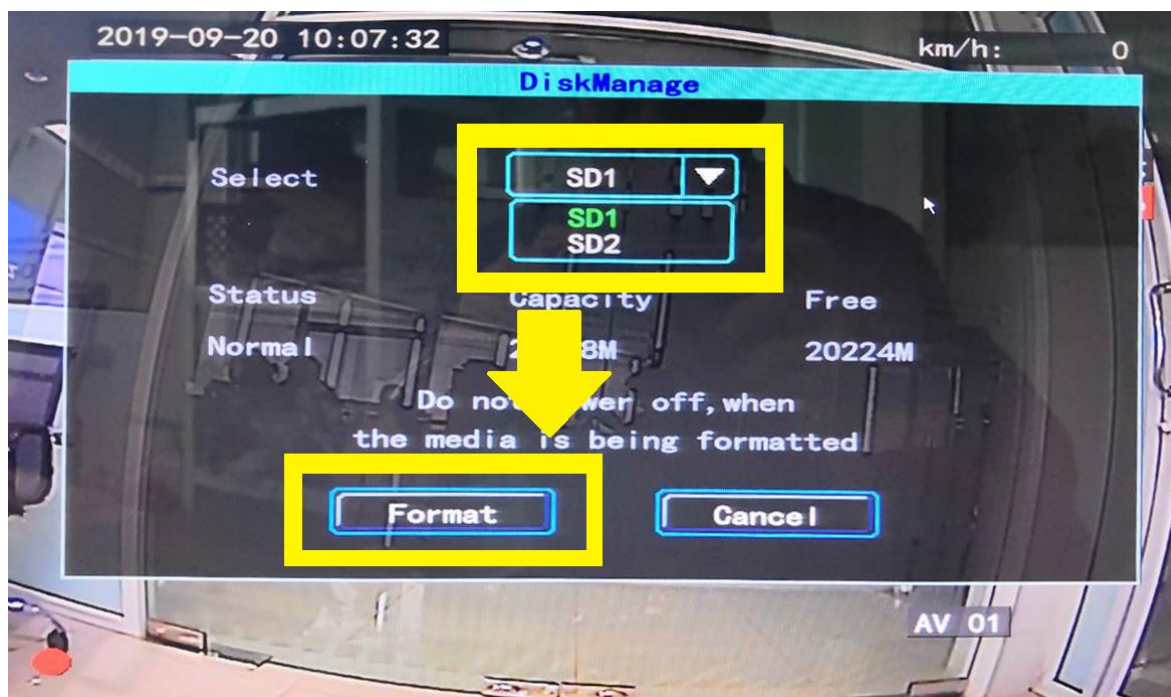 2019-09-20 10:07:32
km/h: 0
DiskManage
Select SD1
SD1
SD2
Status Capacity Free
Normal 20224M
Do not off,when
the media is being formatted
Format Cancel
AV 01